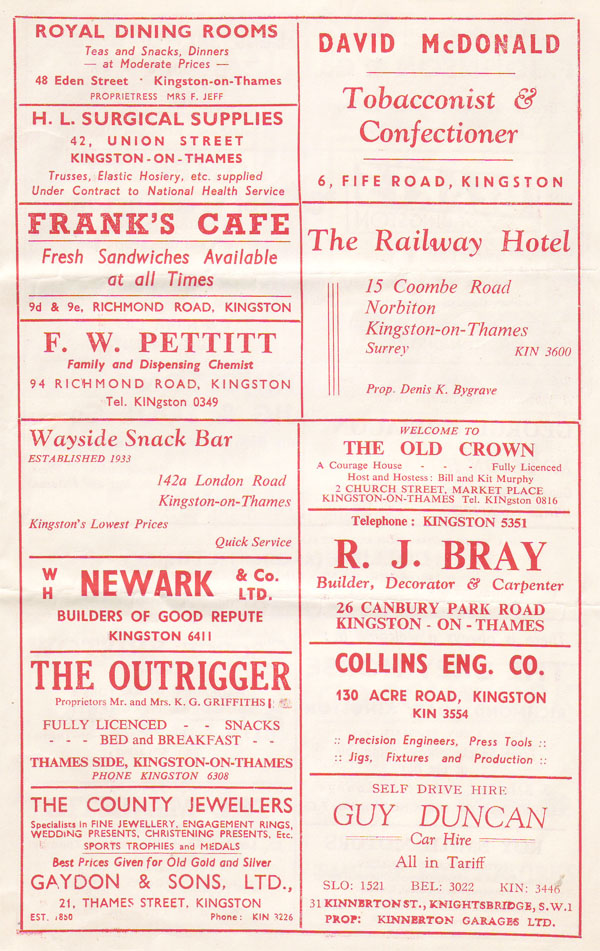 ROYAL DINING ROOMS
Teas and Snacks, Dinners
— at Moderate Prices —
48 Eden Street · Kingston-on-Thames
PROPRIETRESS MRS F. JEFF
H. L. SURGICAL SUPPLIES
42, UNION STREET
KINGSTON - ON - THAMES
Trusses, Elastic Hosiery, etc. supplied
Under Contract to National Health Service
FRANK'S CAFE
Fresh Sandwiches Available
at all Times
9d & 9e, RICHMOND ROAD, KINGSTON
F. W. PETTITT
Family and Dispensing Chemist
94 RICHMOND ROAD, KINGSTON
Tel. KINgston 0349
Wayside Snack Bar
ESTABLISHED 1933
142a London Road
Kingston-on-Thames
Kingston's Lowest Prices
Quick Service
W H NEWARK & Co. LTD.
BUILDERS OF GOOD REPUTE
KINGSTON 6411
THE OUTRIGGER
Proprietors Mr. and Mrs. K. G. GRIFFITHS
FULLY LICENCED - - SNACKS
- - - BED and BREAKFAST - -
THAMES SIDE, KINGSTON-ON-THAMES
PHONE KINGSTON 6308
THE COUNTY JEWELLERS
Specialists in FINE JEWELLERY, ENGAGEMENT RINGS,
WEDDING PRESENTS, CHRISTENING PRESENTS, Etc.
SPORTS TROPHIES and MEDALS
Best Prices Given for Old Gold and Silver
GAYDON & SONS, LTD.,
21, THAMES STREET, KINGSTON
EST. 1850 Phone: KIN 3226
DAVID McDONALD
Tobacconist &
Confectioner
6, FIFE ROAD, KINGSTON
The Railway Hotel
15 Coombe Road
Norbiton
Kingston-on-Thames
Surrey KIN 3600
Prop. Denis K. Bygrave
WELCOME TO
THE OLD CROWN
A Courage House - - - Fully Licenced
Host and Hostess: Bill and Kit Murphy
2 CHURCH STREET, MARKET PLACE
KINGSTON-ON-THAMES Tel. KINgston 0816
Telephone: KINGSTON 5351
R. J. BRAY
Builder, Decorator & Carpenter
26 CANBURY PARK ROAD
KINGSTON - ON - THAMES
COLLINS ENG. CO.
130 ACRE ROAD, KINGSTON
KIN 3554
:: Precision Engineers, Press Tools ::
:: Jigs, Fixtures and Production ::
SELF DRIVE HIRE
GUY DUNCAN
Car Hire
All in Tariff
SLO: 1521 BEL: 3022 KIN: 3446
31 KINNERTON ST., KNIGHTSBRIDGE, S.W.1
PROP: KINNERTON GARAGES LTD.